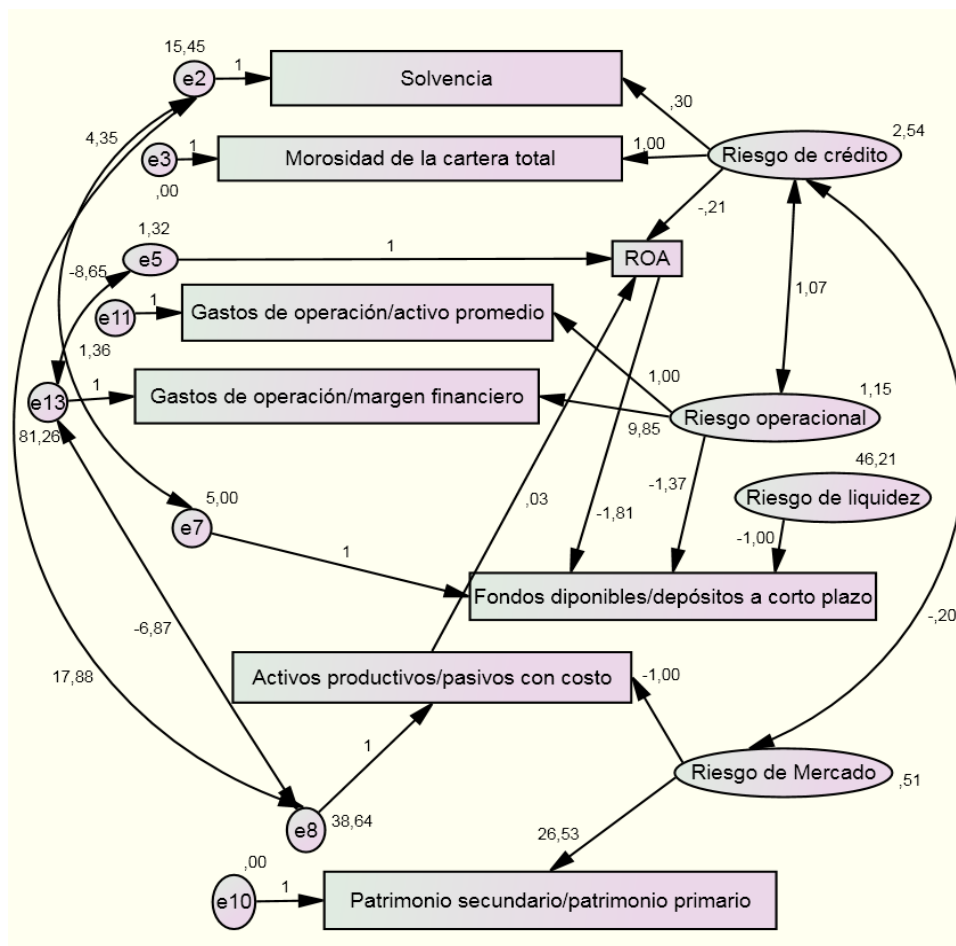 15,45
e2
1
Solvencia
,30
4,35
e3
1
Morosidad de la cartera total
1,00
Riesgo de crédito
2,54
,00
-,21
1,32
e5
1
ROA
-8,65
e11
1
Gastos de operación/activo promedio
1,07
1,36
1,00
e13
1
Gastos de operación/margen financiero
9,85
Riesgo operacional
1,15
81,26
46,21
Riesgo de liquidez
5,00
e7
,03
-1,81
-1,37
-1,00
1
Fondos diponibles/depósitos a corto plazo
-,20
-6,87
17,88
Activos productivos/pasivos con costo
-1,00
1
Riesgo de Mercado
,51
e8
38,64
26,53
,00
e10
1
Patrimonio secundario/patrimonio primario